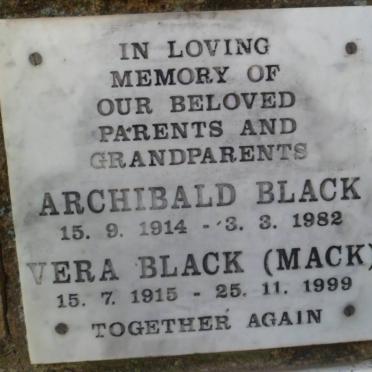 IN LOVING
MEMORY OF
OUR BELOVED
PARENTS AND
GRANDPARENTS
ARCHIBALD BLACK
15. 9. 1914 - 3. 3. 1982
VERA BLACK (MACK)
15. 7. 1915 - 25. 11. 1999
TOGETHER AGAIN